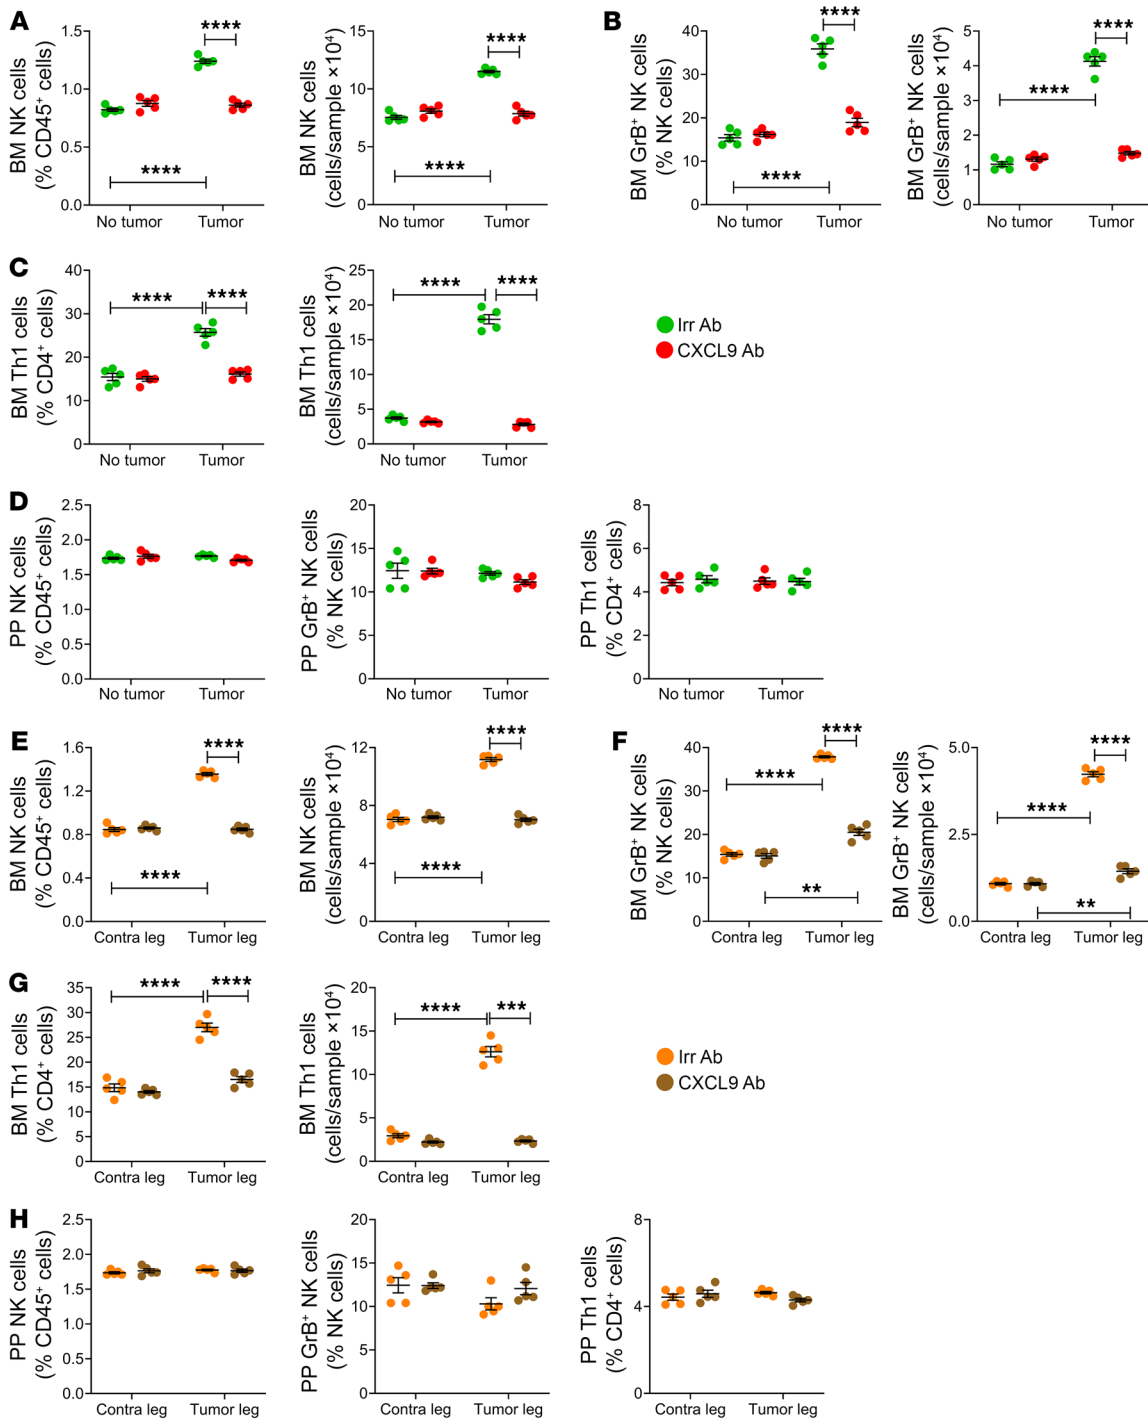 A
BM NK cells
(% CD45⁺ cells)
1.5
1.0
0.5
0.0
****
****
No tumor
Tumor
BM NK cells
(cells/sample ×10⁴)
15
10
5
0
****
****
No tumor
Tumor
B
BM GrB⁺ NK cells
(% NK cells)
40
30
20
10
0
****
****
No tumor
Tumor
BM GrB⁺ NK cells
(cells/sample ×10⁴)
5
4
3
2
1
0
****
****
No tumor
Tumor
C
BM Th1 cells
(% CD4⁺ cells)
40
30
20
10
0
****
****
No tumor
Tumor
BM Th1 cells
(cells/sample ×10⁴)
25
20
15
10
5
0
****
****
No tumor
Tumor
Irr Ab
CXCL9 Ab
D
PP NK cells
(% CD45⁺ cells)
2.5
2.0
1.5
1.0
0.5
0.0
No tumor
Tumor
PP GrB⁺ NK cells
(% NK cells)
20
15
10
5
0
No tumor
Tumor
PP Th1 cells
(% CD4⁺ cells)
8
6
4
2
0
No tumor
Tumor
E
BM NK cells
(% CD45⁺ cells)
1.6
1.2
0.8
0.4
0.0
****
****
Contra leg
Tumor leg
BM NK cells
(cells/sample ×10⁴)
12
8
4
0
****
****
Contra leg
Tumor leg
F
BM GrB⁺ NK cells
(% NK cells)
40
30
20
10
0
****
****
**
Contra leg
Tumor leg
BM GrB⁺ NK cells
(cells/sample ×10⁴)
5.0
2.5
0.0
****
****
**
Contra leg
Tumor leg
G
BM Th1 cells
(% CD4⁺ cells)
35
30
25
20
15
10
5
0
****
****
Contra leg
Tumor leg
BM Th1 cells
(cells/sample ×10⁴)
20
15
10
5
0
****
***
Contra leg
Tumor leg
Irr Ab
CXCL9 Ab
H
PP NK cells
(% CD45⁺ cells)
2.5
2.0
1.5
1.0
0.5
0.0
Contra leg
Tumor leg
PP GrB⁺ NK cells
(% NK cells)
20
15
10
5
0
Contra leg
Tumor leg
PP Th1 cells
(% CD4⁺ cells)
8
4
0
Contra leg
Tumor leg